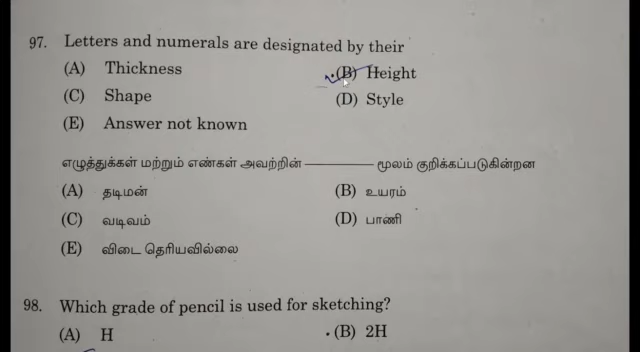 97. Letters and numerals are designated by their
(A) Thickness (B) Height
(C) Shape (D) Style
(E) Answer not known
எழுத்துக்கள் மற்றும் எண்கள் அவற்றின் ———— மூலம் குறிக்கப்படுகின்றன
(A) தடிமன் (B) உயரம்
(C) வடிவம் (D) பாணி
(E) விடை தெரியவில்லை
98. Which grade of pencil is used for sketching?
(A) H (B) 2H